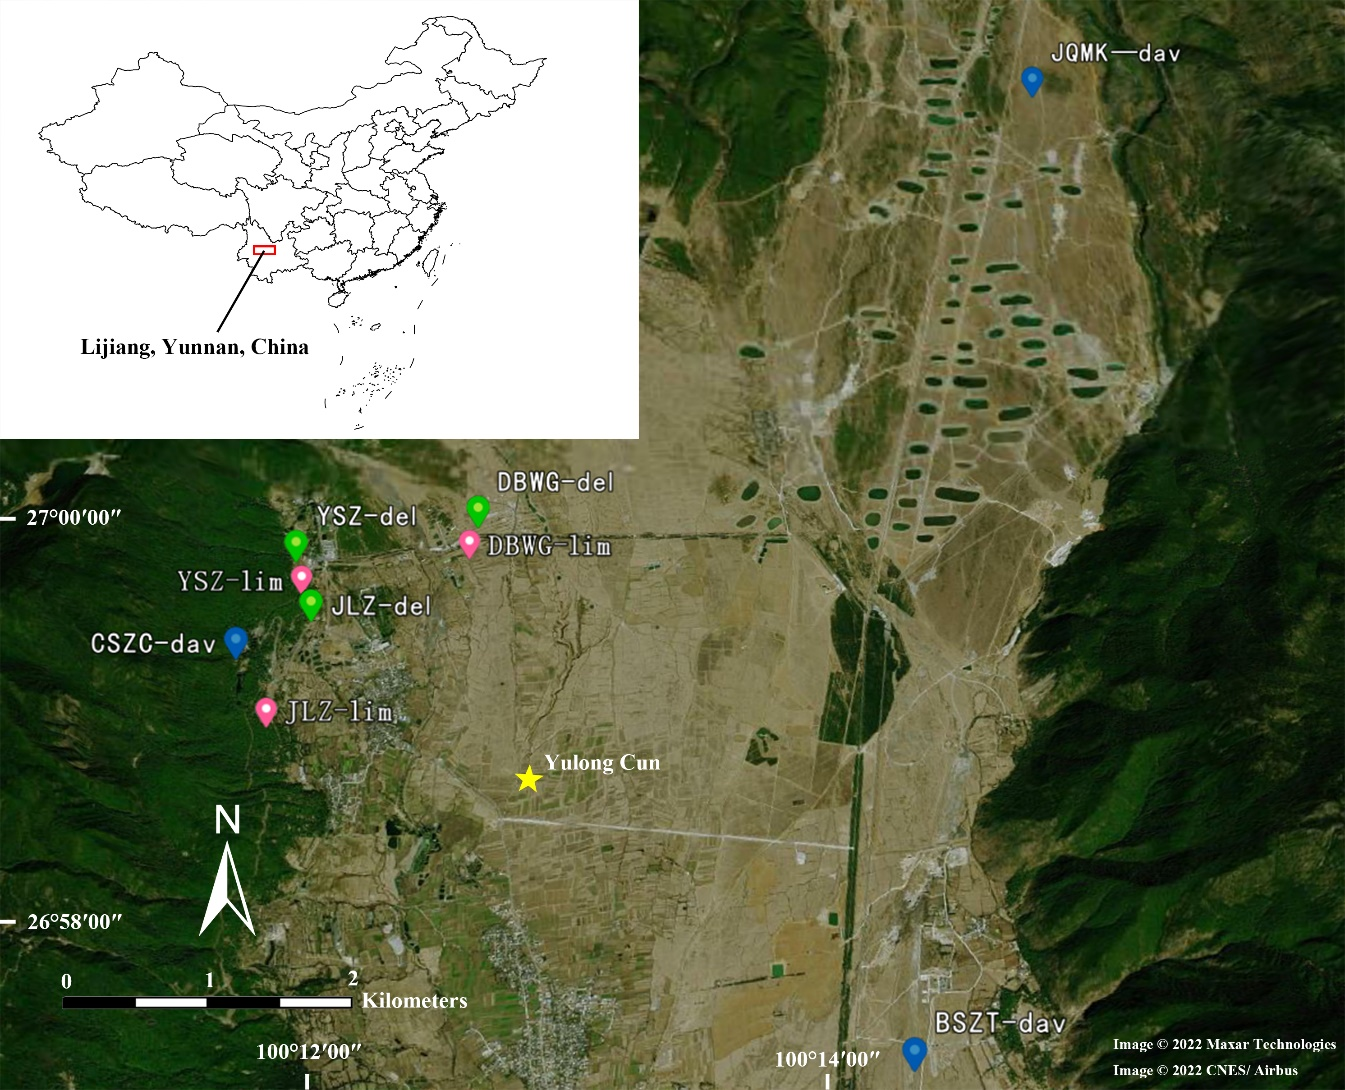 JQMK—dav
Lijiang, Yunnan, China
DBWG-del
YSZ-del
27°00′00″
DBWG-lim
YSZ-lim
JLZ-del
CSZC-dav
JLZ-lim
Yulong Cun
N
26°58′00″
0 1 2
Kilometers
BSZT-dav
100°12′00″
100°14′00″
Image © 2022 Maxar Technologies
Image © 2022 CNES/ Airbus